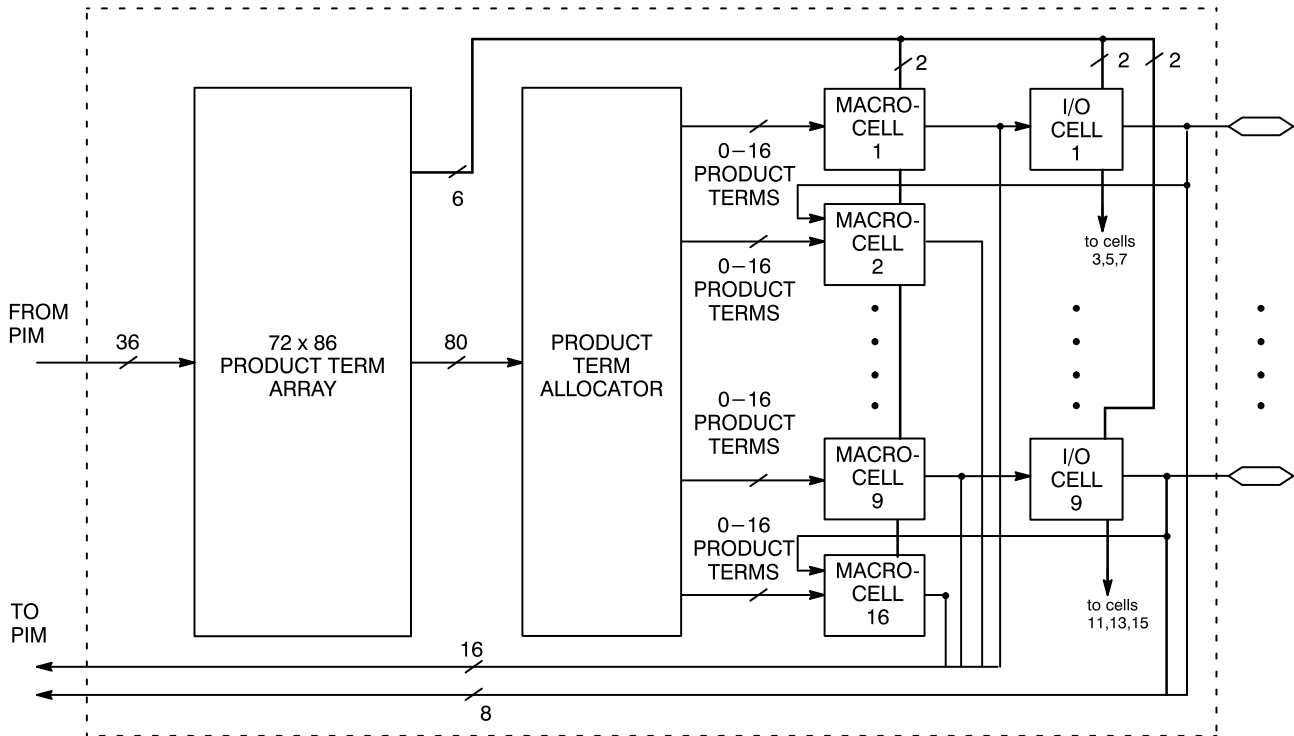 2
2
2
MACRO-
CELL
1
I/O
CELL
1
0–16
PRODUCT
TERMS
6
MACRO-
CELL
2
to cells
3,5,7
0–16
PRODUCT
TERMS
FROM
PIM
36
72 x 86
PRODUCT TERM
ARRAY
80
PRODUCT
TERM
ALLOCATOR
0–16
PRODUCT
TERMS
MACRO-
CELL
9
I/O
CELL
9
0–16
PRODUCT
TERMS
MACRO-
CELL
16
to cells
11,13,15
TO
PIM
16
8